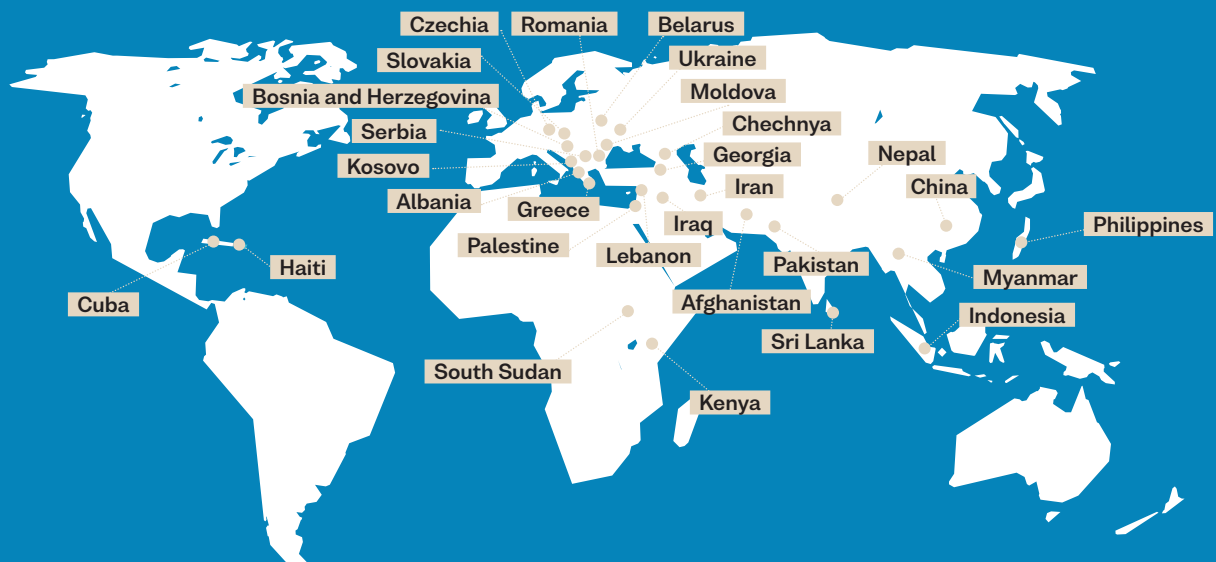 Czechia
Romania
Belarus
Slovakia
Ukraine
Bosnia and Herzegovina
Moldova
Serbia
Chechnya
Kosovo
Georgia
Nepal
Albania
Iran
China
Greece
Iraq
Philippines
Palestine
Lebanon
Pakistan
Haiti
Myanmar
Cuba
Afghanistan
Indonesia
Sri Lanka
South Sudan
Kenya